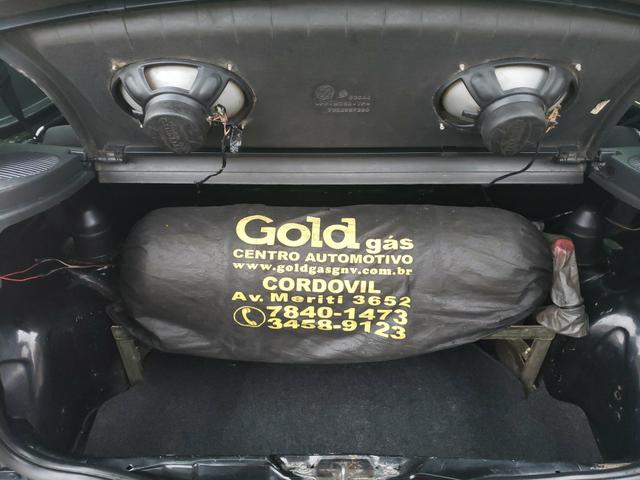 Gold gás
CENTRO AUTOMOTIVO
www.goldgasgnv.com.br
CORDOVIL
Av. Meriti 3652
7840-1473
3458-9123